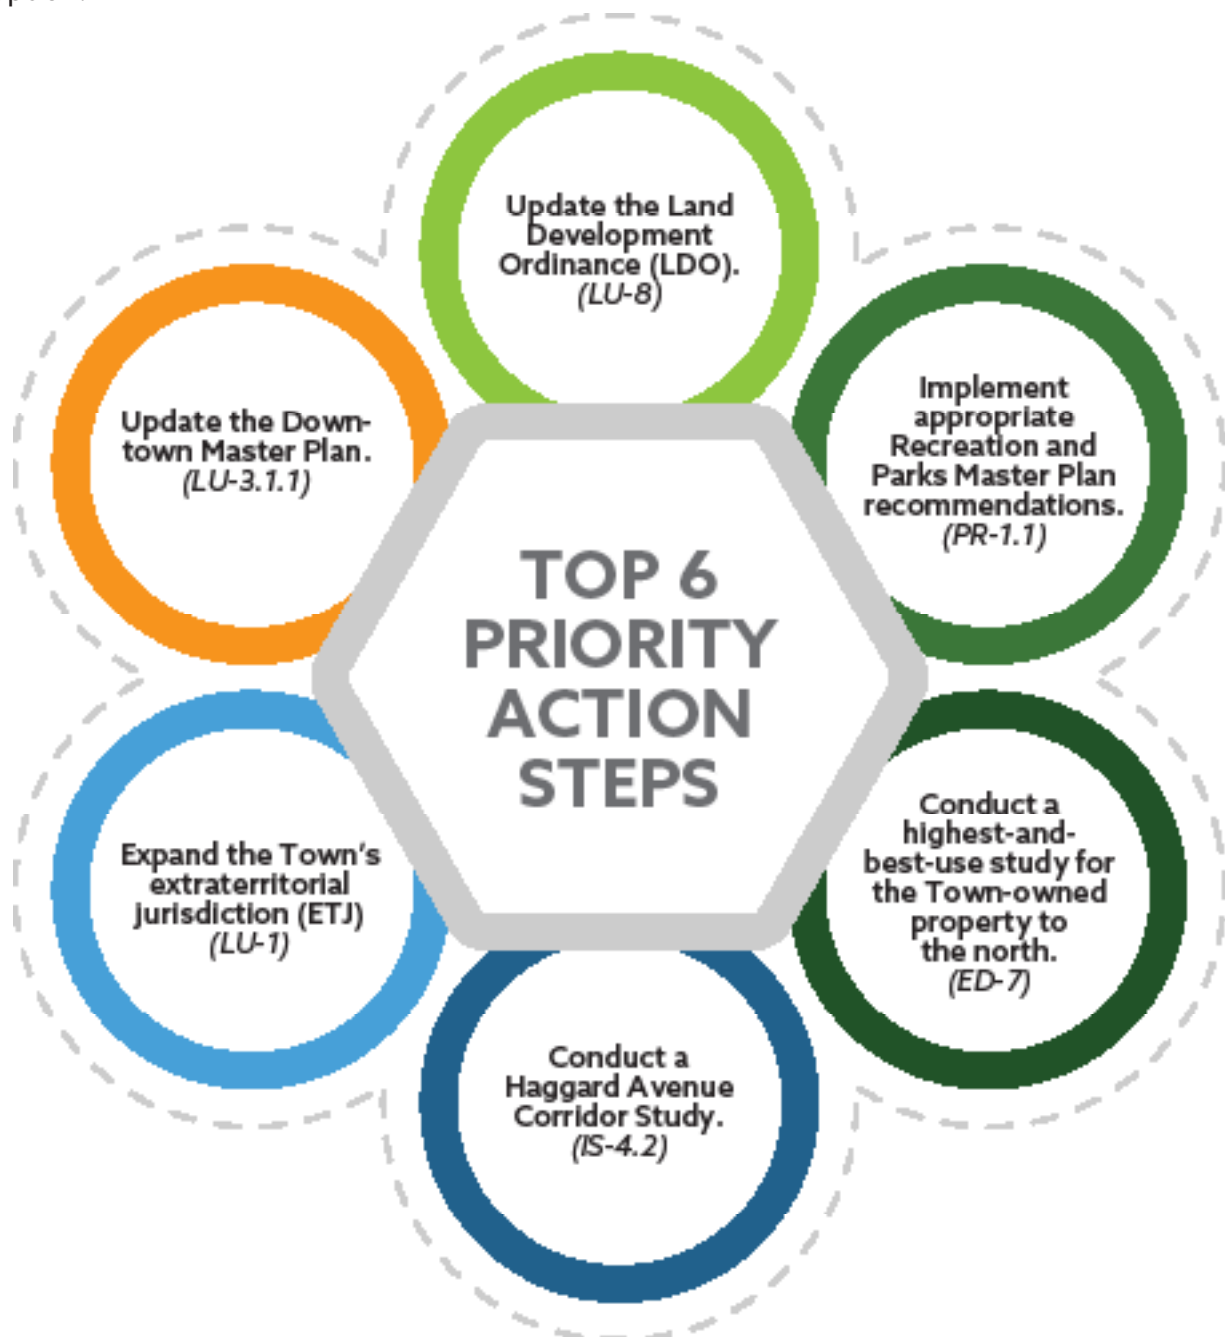 TOP 6
PRIORITY
ACTION
STEPS
Update the Land
Development
Ordinance (LDO).
(LU-8)
Implement
appropriate
Recreation and
Parks Master Plan
recommendations.
(PR-1.1)
Conduct a
highest-and-
best-use study for
the Town-owned
property to
the north.
(ED-7)
Conduct a
Haggard Avenue
Corridor Study.
(IS-4.2)
Expand the Town's
extraterritorial
jurisdiction (ETJ)
(LU-1)
Update the Down-
town Master Plan.
(LU-3.1.1)